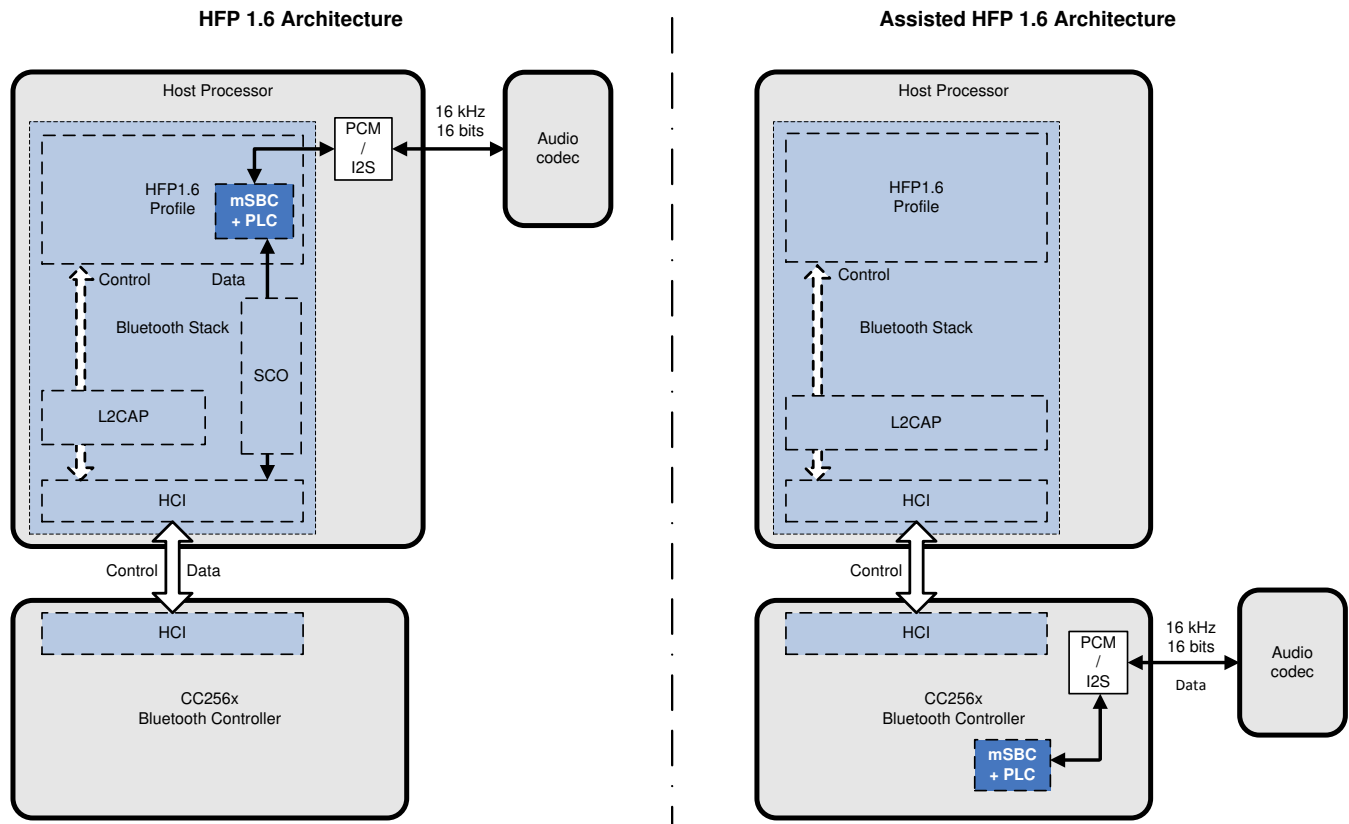 HFP 1.6 Architecture
Host Processor
PCM
/
I2S
16 kHz
16 bits
Audio
codec
HFP1.6
Profile
mSBC
+ PLC
Control
Data
Bluetooth Stack
SCO
L2CAP
HCI
Control
Data
HCI
CC256x
Bluetooth Controller
Assisted HFP 1.6 Architecture
Host Processor
HFP1.6
Profile
Control
Bluetooth Stack
L2CAP
HCI
Control
HCI
PCM
/
I2S
16 kHz
16 bits
Data
Audio
codec
CC256x
Bluetooth Controller
mSBC
+ PLC